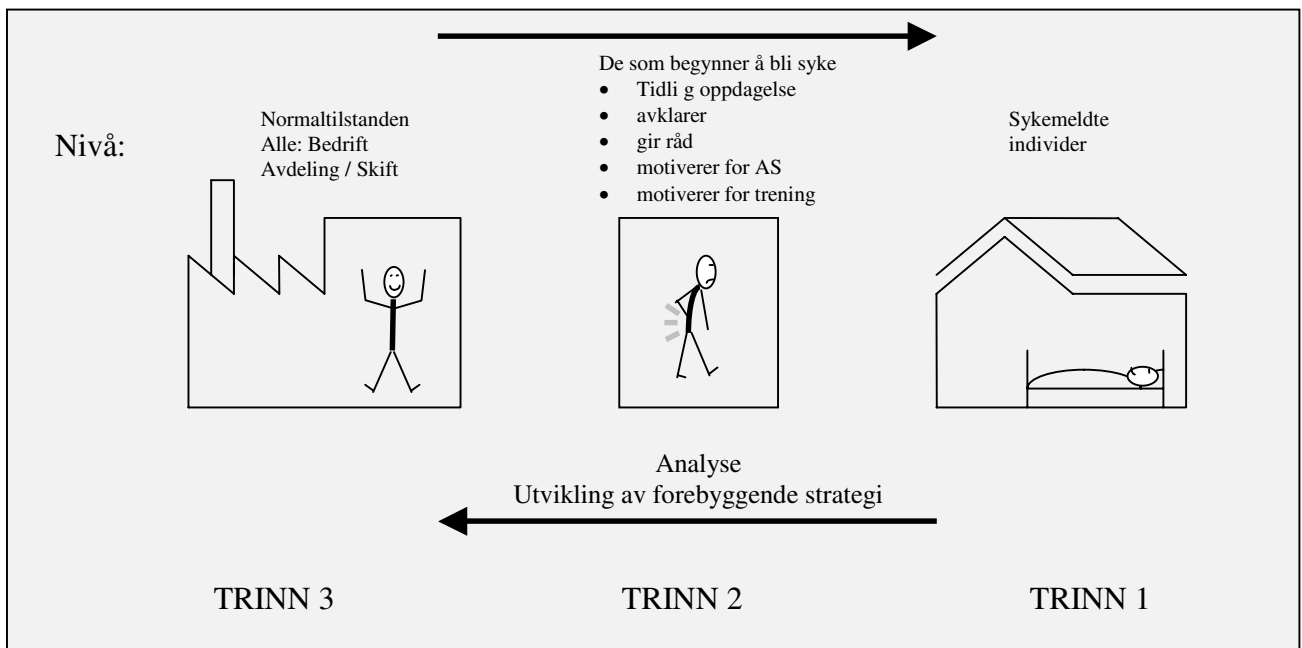 De som begynner å bli syke
• Tidli g oppdagelse
• avklarer
• gir råd
• motiverer for AS
• motiverer for trening
Nivå:
Normaltilstanden
Alle: Bedrift
Avdeling / Skift
Sykemeldte
individer
Analyse
Utvikling av forebyggende strategi
TRINN 3
TRINN 2
TRINN 1